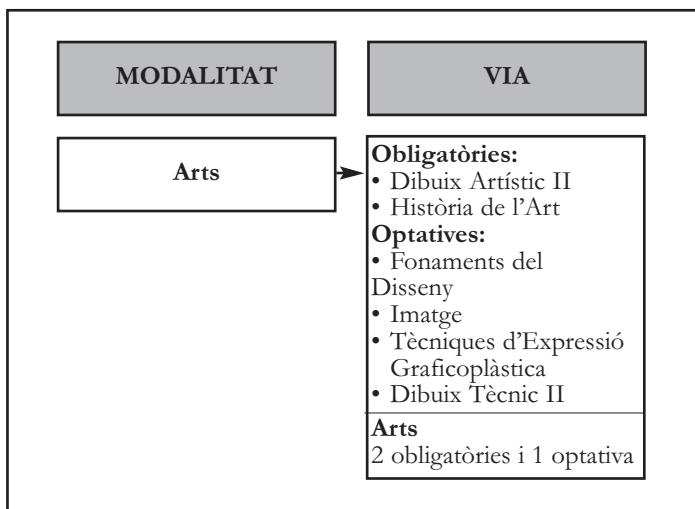 MODALITAT
VIA
Arts
Obligatòries:
• Dibuix Artístic II
• Història de l’Art
Optatives:
• Fonaments del
Disseny
• Imatge
• Tècniques d’Expressió
Graficoplàstica
• Dibuix Tècnic II
Arts
2 obligatòries i 1 optativa